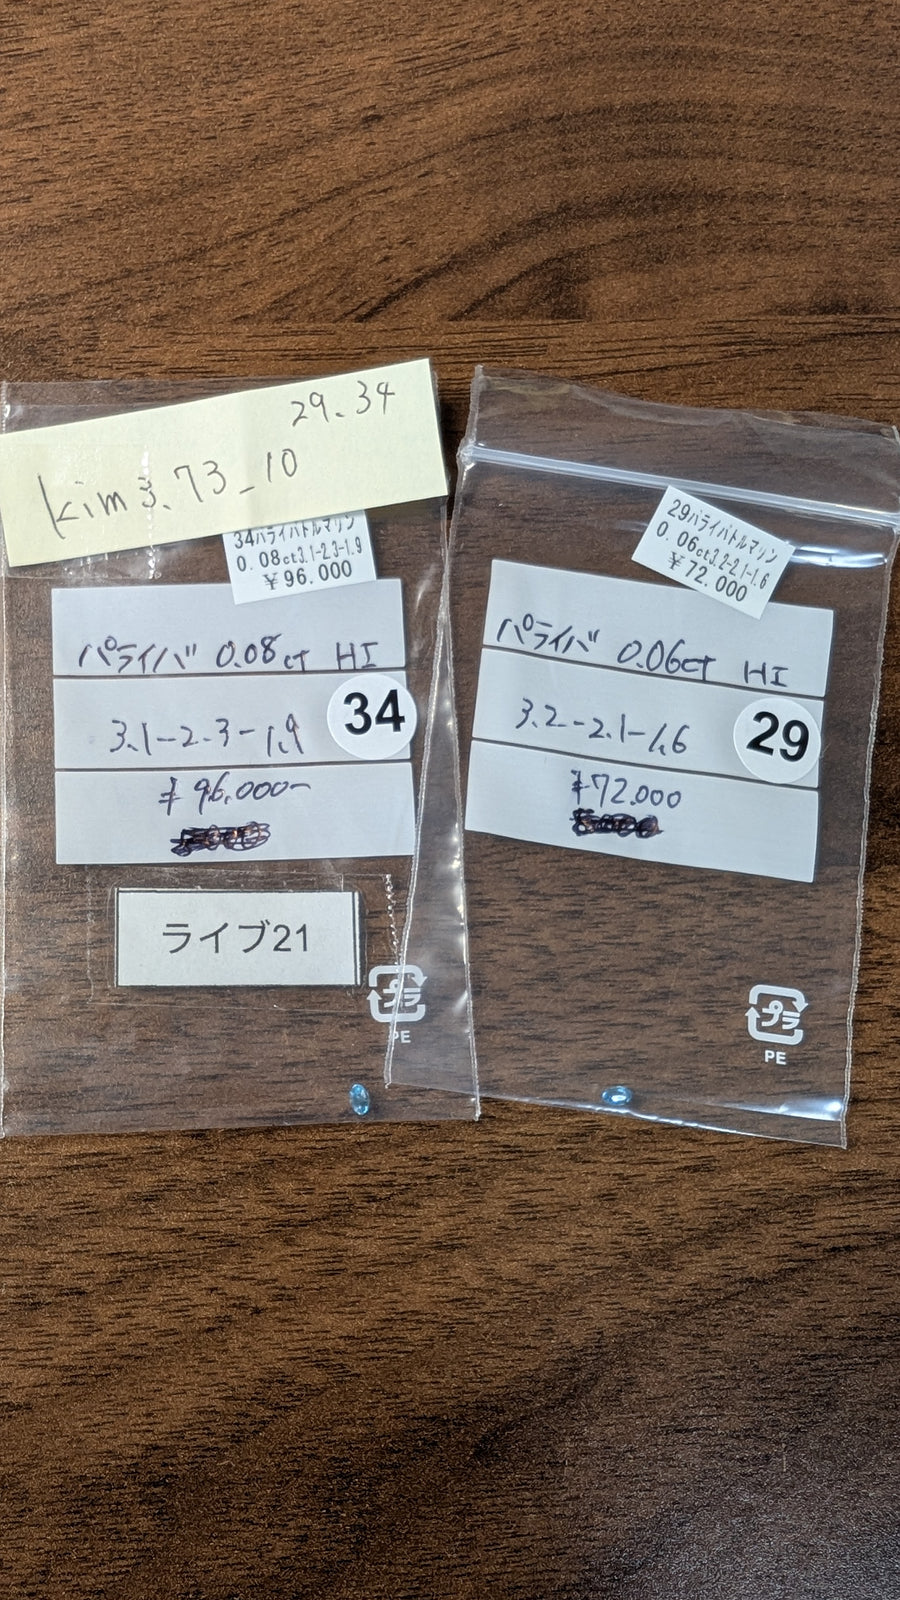 29.34
kim3.73_10
34パライバトルマリン
0.08ct3.1-2.3-1.9
¥96.000
パライバ 0.08ct HI
3.1-2.3-1.9
34
¥96.000-
ライブ21
プラ
PE
29パライバトルマリン
0.06ct3.2-2.1-1.6
¥72.000
パライバ 0.06ct HI
3.2-2.1-1.6
29
¥72.000
プラ
PE